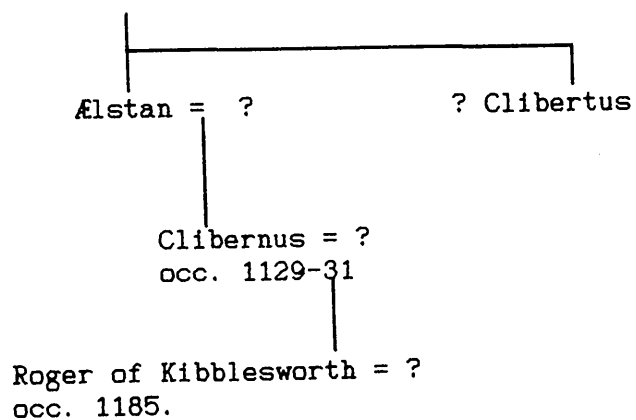 Ælstan = ? ? Clibertus
Clibernus = ?
occ. 1129-31
Roger of Kibblesworth = ?
occ. 1185.